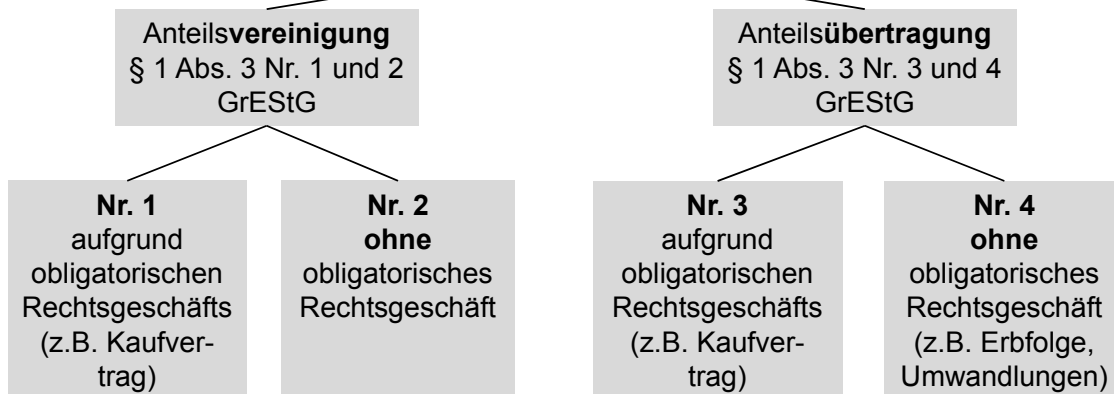 Anteilsvereinigung
§ 1 Abs. 3 Nr. 1 und 2
GrEStG
Anteilsübertragung
§ 1 Abs. 3 Nr. 3 und 4
GrEStG
Nr. 1
aufgrund
obligatorischen
Rechtsgeschäfts
(z.B. Kaufver-
trag)
Nr. 2
ohne
obligatorisches
Rechtsgeschäft
Nr. 3
aufgrund
obligatorischen
Rechtsgeschäfts
(z.B. Kaufver-
trag)
Nr. 4
ohne
obligatorisches
Rechtsgeschäft
(z.B. Erbfolge,
Umwandlungen)